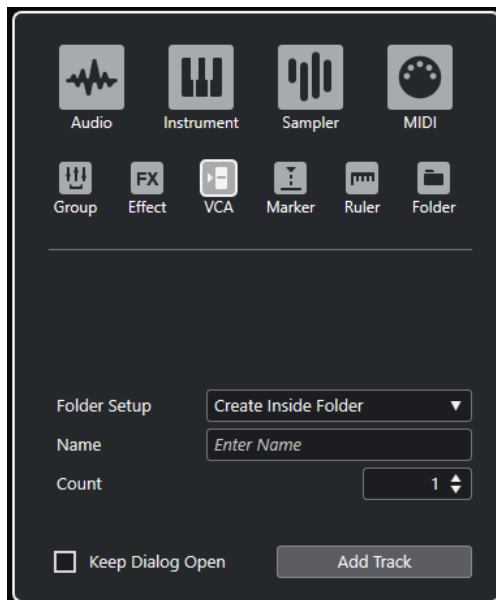 Audio Instrument Sampler MIDI
FX
Group Effect VCA Marker Ruler Folder
Folder Setup Create Inside Folder
Name Enter Name
Count 1
Keep Dialog Open Add Track